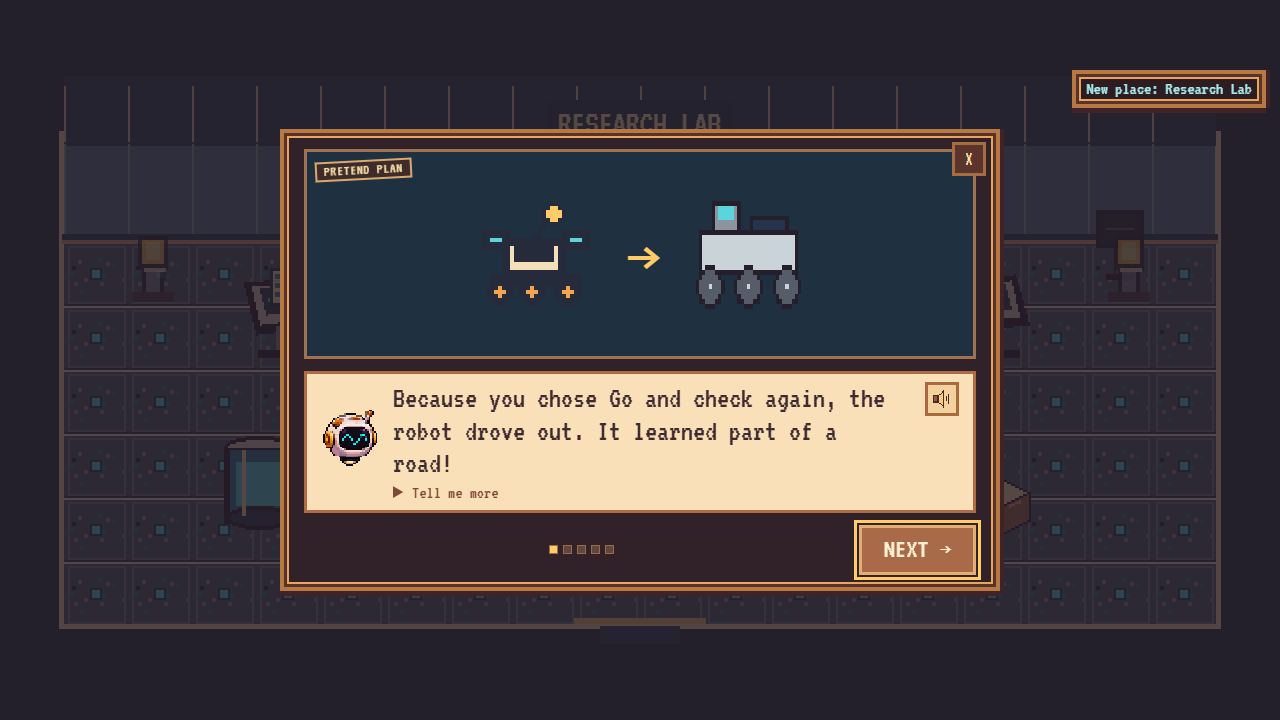 New place: Research Lab
RESEARCH LAB
PRETEND PLAN
X
Because you chose Go and check again, the
robot drove out. It learned part of a
road!
Tell me more
NEXT →